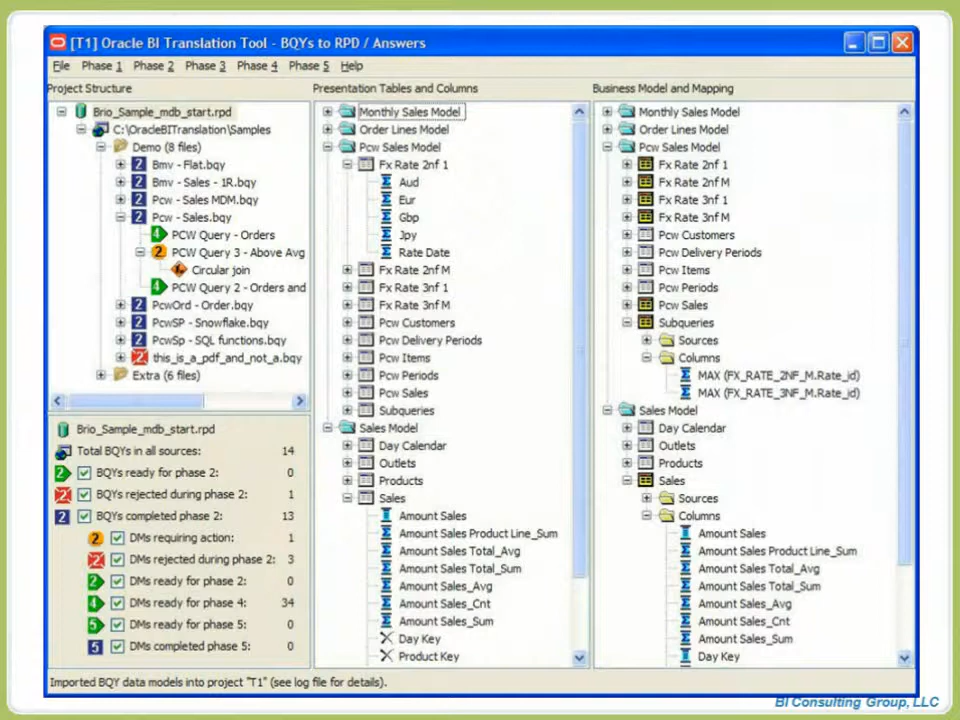 [T1] Oracle BI Translation Tool - BQYs to RPD / Answers
File Phase 1 Phase 2 Phase 3 Phase 4 Phase 5 Help
Project Structure
Brio_Sample_mdb_start.rpd
C:\OracleBITranslation\Samples
Demo (8 files)
Bmv - Flat.bqy
Bmv - Sales - 1R.bqy
Pcw - Sales MDM.bqy
Pcw - Sales.bqy
PCW Query - Orders
PCW Query 3 - Above Avg
Circular join
PCW Query 2 - Orders and
PcwOrd - Order.bqy
PcwSP - Snowflake.bqy
PcwSp - SQL functions.bqy
this_is_a_pdf_and_not_a.bqy
Extra (6 files)
Brio_Sample_mdb_start.rpd
Total BQYs in all sources: 14
BQYs ready for phase 2: 0
BQYs rejected during phase 2: 1
BQYs completed phase 2: 13
DMs requiring action: 1
DMs rejected during phase 2: 3
DMs ready for phase 2: 0
DMs ready for phase 4: 34
DMs ready for phase 5: 0
DMs completed phase 5: 0
Presentation Tables and Columns
Monthly Sales Model
Order Lines Model
Pcw Sales Model
Fx Rate 2nf 1
Aud
Eur
Gbp
Jpy
Rate Date
Fx Rate 2nf M
Fx Rate 3nf 1
Fx Rate 3nf M
Pcw Customers
Pcw Delivery Periods
Pcw Items
Pcw Periods
Pcw Sales
Subqueries
Sales Model
Day Calendar
Outlets
Products
Sales
Amount Sales
Amount Sales Product Line_Sum
Amount Sales Total_Avg
Amount Sales Total_Sum
Amount Sales_Avg
Amount Sales_Cnt
Amount Sales_Sum
Day Key
Product Key
Business Model and Mapping
Monthly Sales Model
Order Lines Model
Pcw Sales Model
Fx Rate 2nf 1
Fx Rate 2nf M
Fx Rate 3nf 1
Fx Rate 3nf M
Pcw Customers
Pcw Delivery Periods
Pcw Items
Pcw Periods
Pcw Sales
Subqueries
Sources
Columns
MAX (FX_RATE_2NF_M.Rate_id)
MAX (FX_RATE_3NF_M.Rate_id)
Sales Model
Day Calendar
Outlets
Products
Sales
Sources
Columns
Amount Sales
Amount Sales Product Line_Sum
Amount Sales Total_Avg
Amount Sales Total_Sum
Amount Sales_Avg
Amount Sales_Cnt
Amount Sales_Sum
Day Key
Imported BQY data models into project "T1" (see log file for details).
BI Consulting Group, LLC